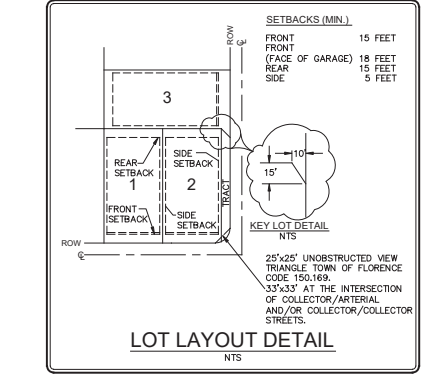 SETBACKS (MIN.)
FRONT 15 FEET
FRONT
(FACE OF GARAGE) 18 FEET
REAR 15 FEET
SIDE 5 FEET
ROW
℄
3
REAR
SETBACK
1
FRONT
SETBACK
SIDE
SETBACK
2
SIDE
SETBACK
TRACT
10'
15'
KEY LOT DETAIL
NTS
ROW
℄
25'x25' UNOBSTRUCTED VIEW
TRIANGLE TOWN OF FLORENCE
CODE 150.169.
33'x33' AT THE INTERSECTION
OF COLLECTOR/ARTERIAL
AND/OR COLLECTOR/COLLECTOR
STREETS.
LOT LAYOUT DETAIL
NTS